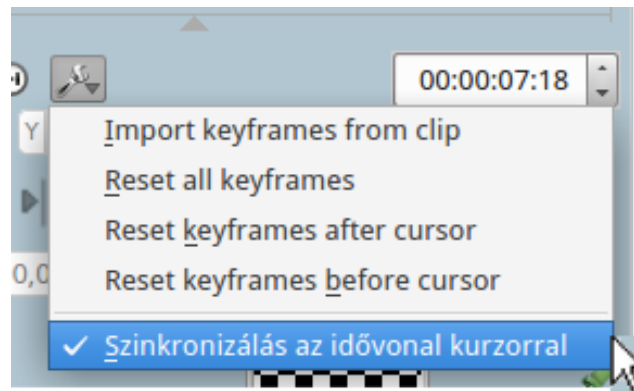 00:00:07:18
Y
Import keyframes from clip
Reset all keyframes
Reset keyframes after cursor
Reset keyframes before cursor
0,0
Szinkronizálás az idővonal kurzorral